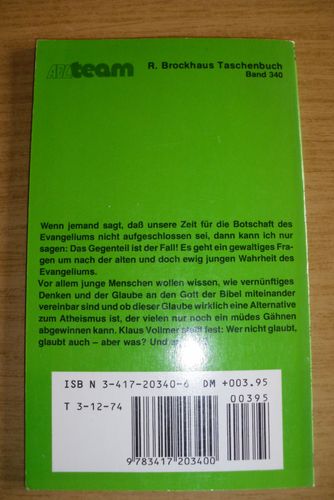 ABCteam
R. Brockhaus Taschenbuch
Band 340
Wenn jemand sagt, daß unsere Zeit für die Botschaft des
Evangeliums nicht aufgeschlossen sei, dann kann ich nur
sagen: Das Gegenteil ist der Fall! Es geht ein gewaltiges Fra-
gen um nach der alten und doch ewig jungen Wahrheit des
Evangeliums.
Vor allem junge Menschen wollen wissen, wie vernünftiges
Denken und der Glaube an den Gott der Bibel miteinander
vereinbar sind und ob dieser Glaube wirklich eine Alternative
zum Atheismus ist, der vielen nur noch ein müdes Gähnen
abgewinnen kann. Klaus Vollmer stellt fest: Wer nicht glaubt,
glaubt auch – aber was? Und
ISB N 3-417-20340-6 DM +003.95
T 3-12-74 00395
9 783417 203400